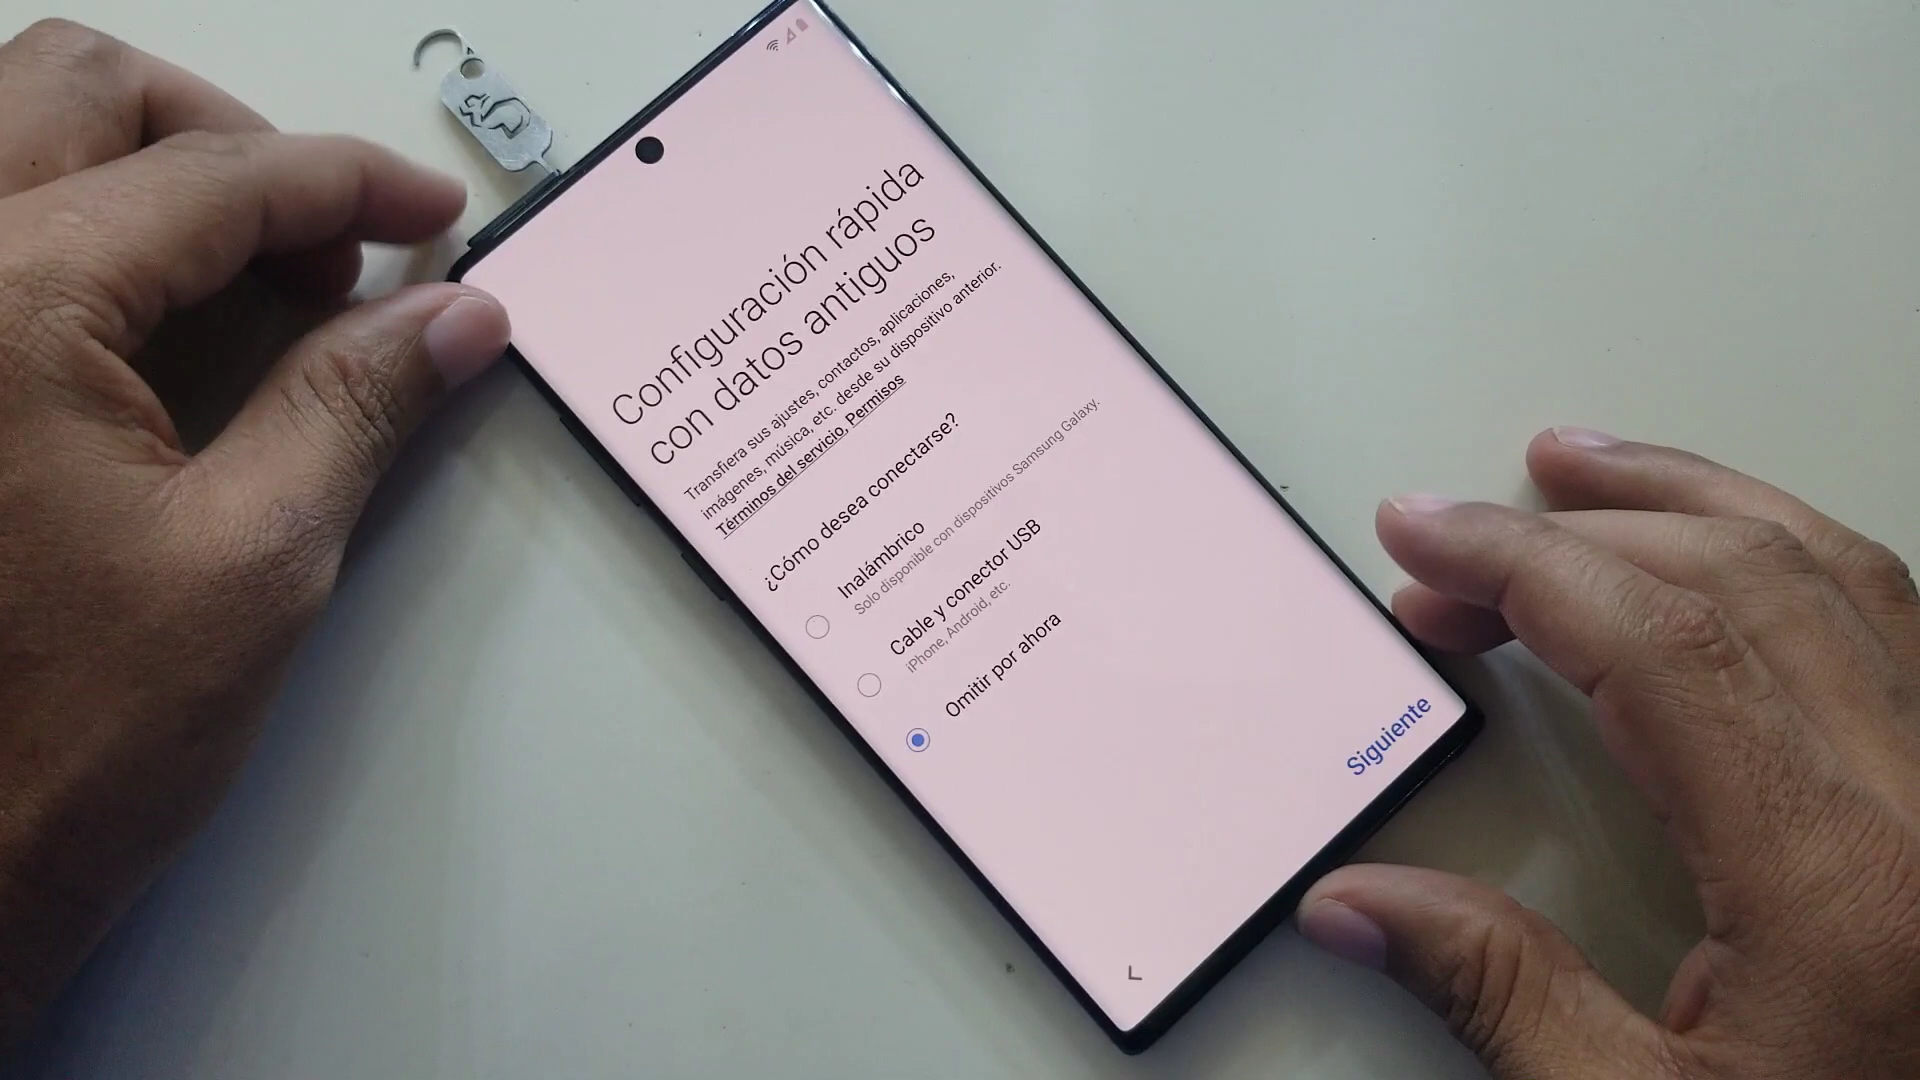 Configuración rápida
con datos antiguos
Transfiera sus ajustes, contactos, aplicaciones,
imágenes, música, etc. desde su dispositivo anterior.
Términos del servicio, Permisos
¿Cómo desea conectarse?
Inalámbrico
Solo disponible con dispositivos Samsung Galaxy.
Cable y conector USB
iPhone, Android, etc.
Omitir por ahora
Siguiente